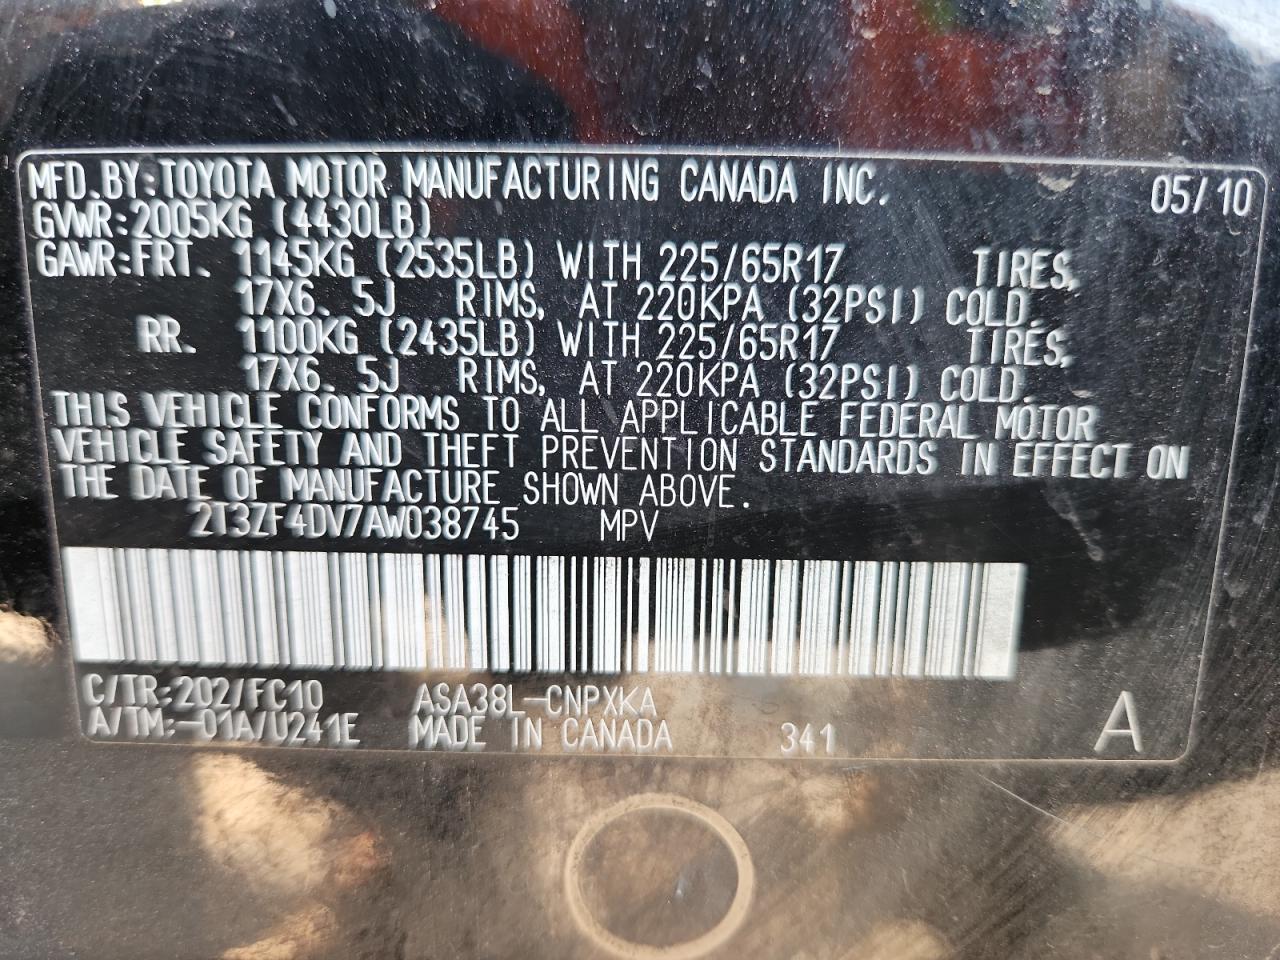 MFD.BY:TOYOTA MOTOR MANUFACTURING CANADA INC. 05/10
GVWR:2005KG (4430LB)
GAWR:FRT. 1145KG (2535LB) WITH 225/65R17 TIRES,
17X6.5J RIMS, AT 220KPA (32PSI) COLD.
RR. 1100KG (2435LB) WITH 225/65R17 TIRES,
17X6.5J RIMS, AT 220KPA (32PSI) COLD.
THIS VEHICLE CONFORMS TO ALL APPLICABLE FEDERAL MOTOR
VEHICLE SAFETY AND THEFT PREVENTION STANDARDS IN EFFECT ON
THE DATE OF MANUFACTURE SHOWN ABOVE.
2T3ZF4DV7AW038745 MPV
C/TR:202/FC10 ASA38L-CNPXKA
A/TM:-01A/U241E MADE IN CANADA 341 A